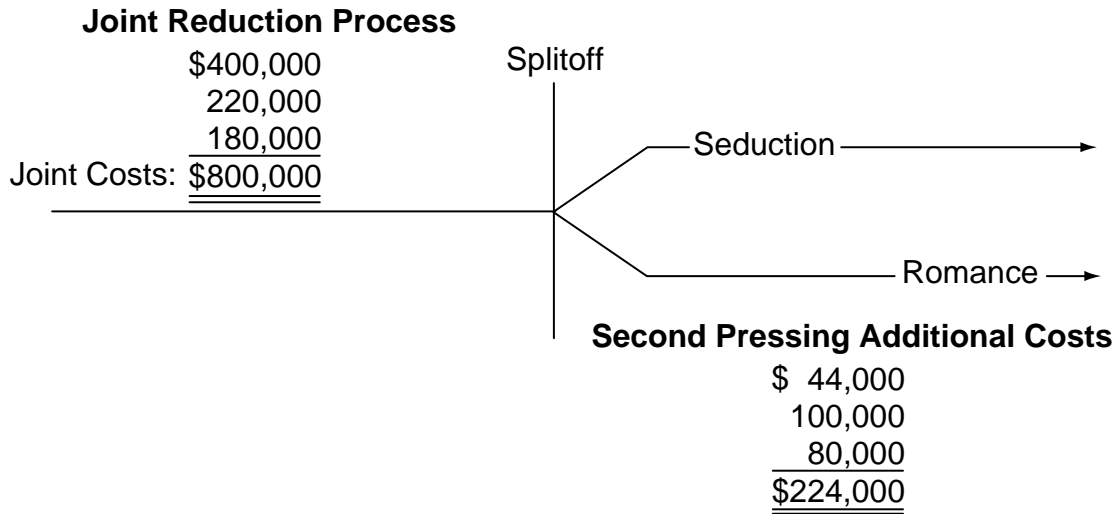 Joint Reduction Process
$400,000
Splitoff
220,000
180,000
Seduction
Joint Costs: $800,000
Romance
Second Pressing Additional Costs
$ 44,000
100,000
80,000
$224,000